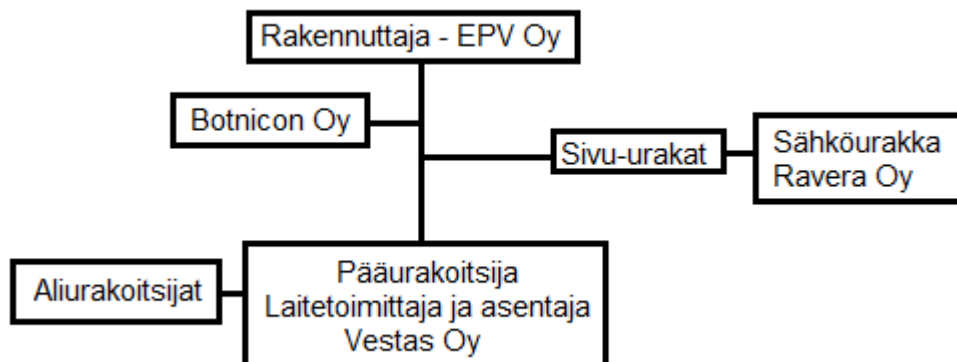 Rakennuttaja - EPV Oy
Botnicon Oy
Sivu-urakat
Sähköurakka
Ravera Oy
Aliurakoitsijat
Pääurakoitsija
Laitetoimittaja ja asentaja
Vestas Oy